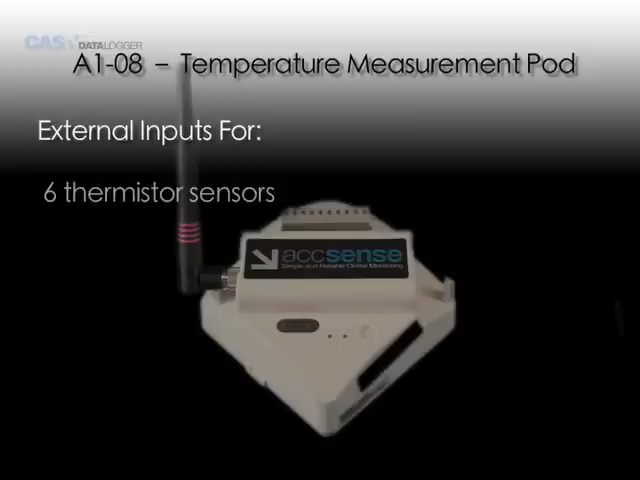 CAS DATALOGGER
A1-08 – Temperature Measurement Pod
External Inputs For:
6 thermistor sensors
accsense
Simple and Reliable Online Monitoring